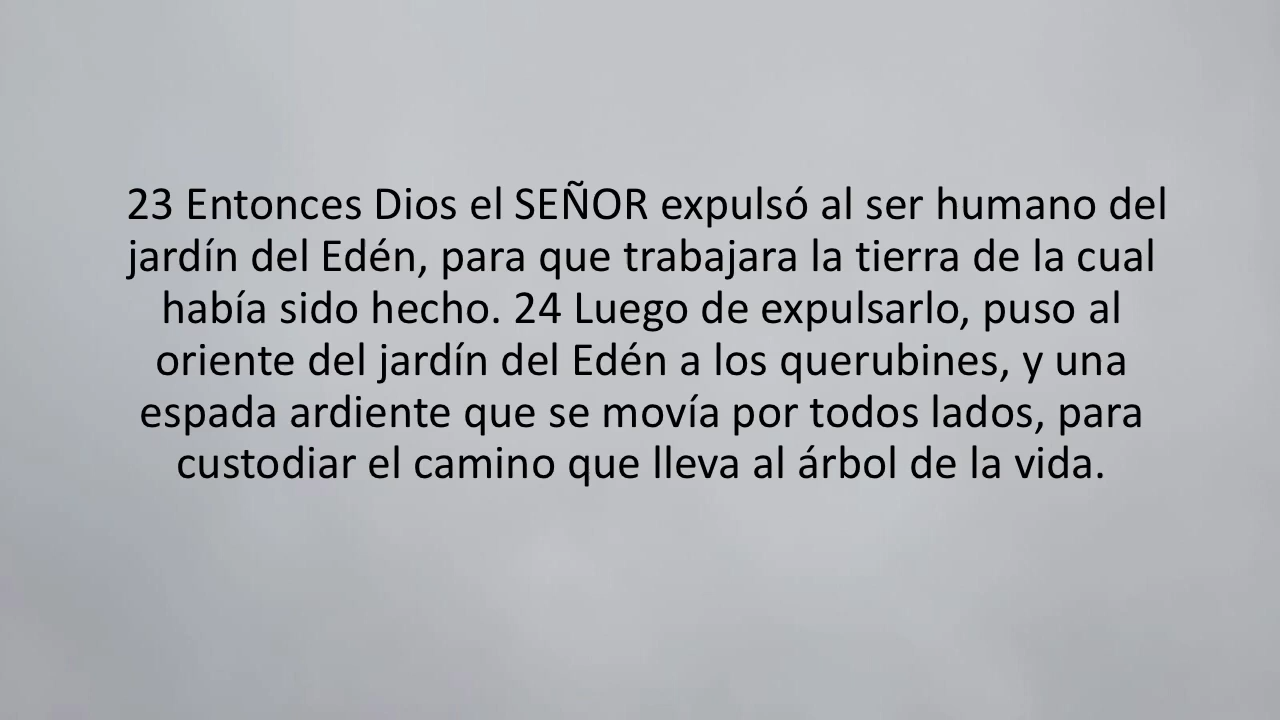 23 Entonces Dios el SEÑOR expulsó al ser humano del
jardín del Edén, para que trabajara la tierra de la cual
había sido hecho. 24 Luego de expulsarlo, puso al
oriente del jardín del Edén a los querubines, y una
espada ardiente que se movía por todos lados, para
custodiar el camino que lleva al árbol de la vida.